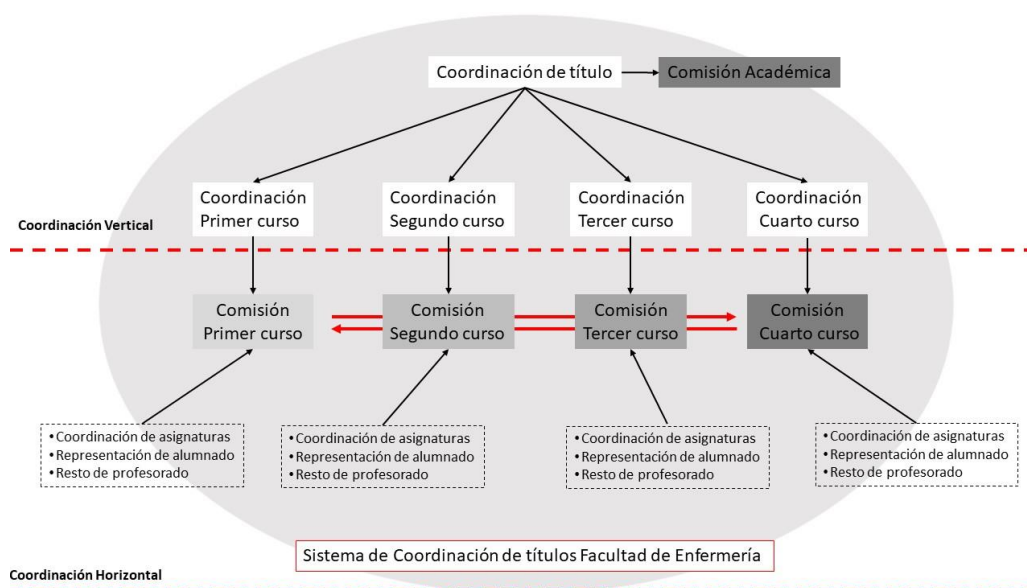 Coordinación de título
Comisión Académica
Coordinación
Primer curso
Coordinación
Segundo curso
Coordinación
Tercer curso
Coordinación
Cuarto curso
Coordinación Vertical
Comisión
Primer curso
Comisión
Segundo curso
Comisión
Tercer curso
Comisión
Cuarto curso
• Coordinación de asignaturas
• Representación de alumnado
• Resto de profesorado
• Coordinación de asignaturas
• Representación de alumnado
• Resto de profesorado
• Coordinación de asignaturas
• Representación de alumnado
• Resto de profesorado
• Coordinación de asignaturas
• Representación de alumnado
• Resto de profesorado
Sistema de Coordinación de títulos Facultad de Enfermería
Coordinación Horizontal